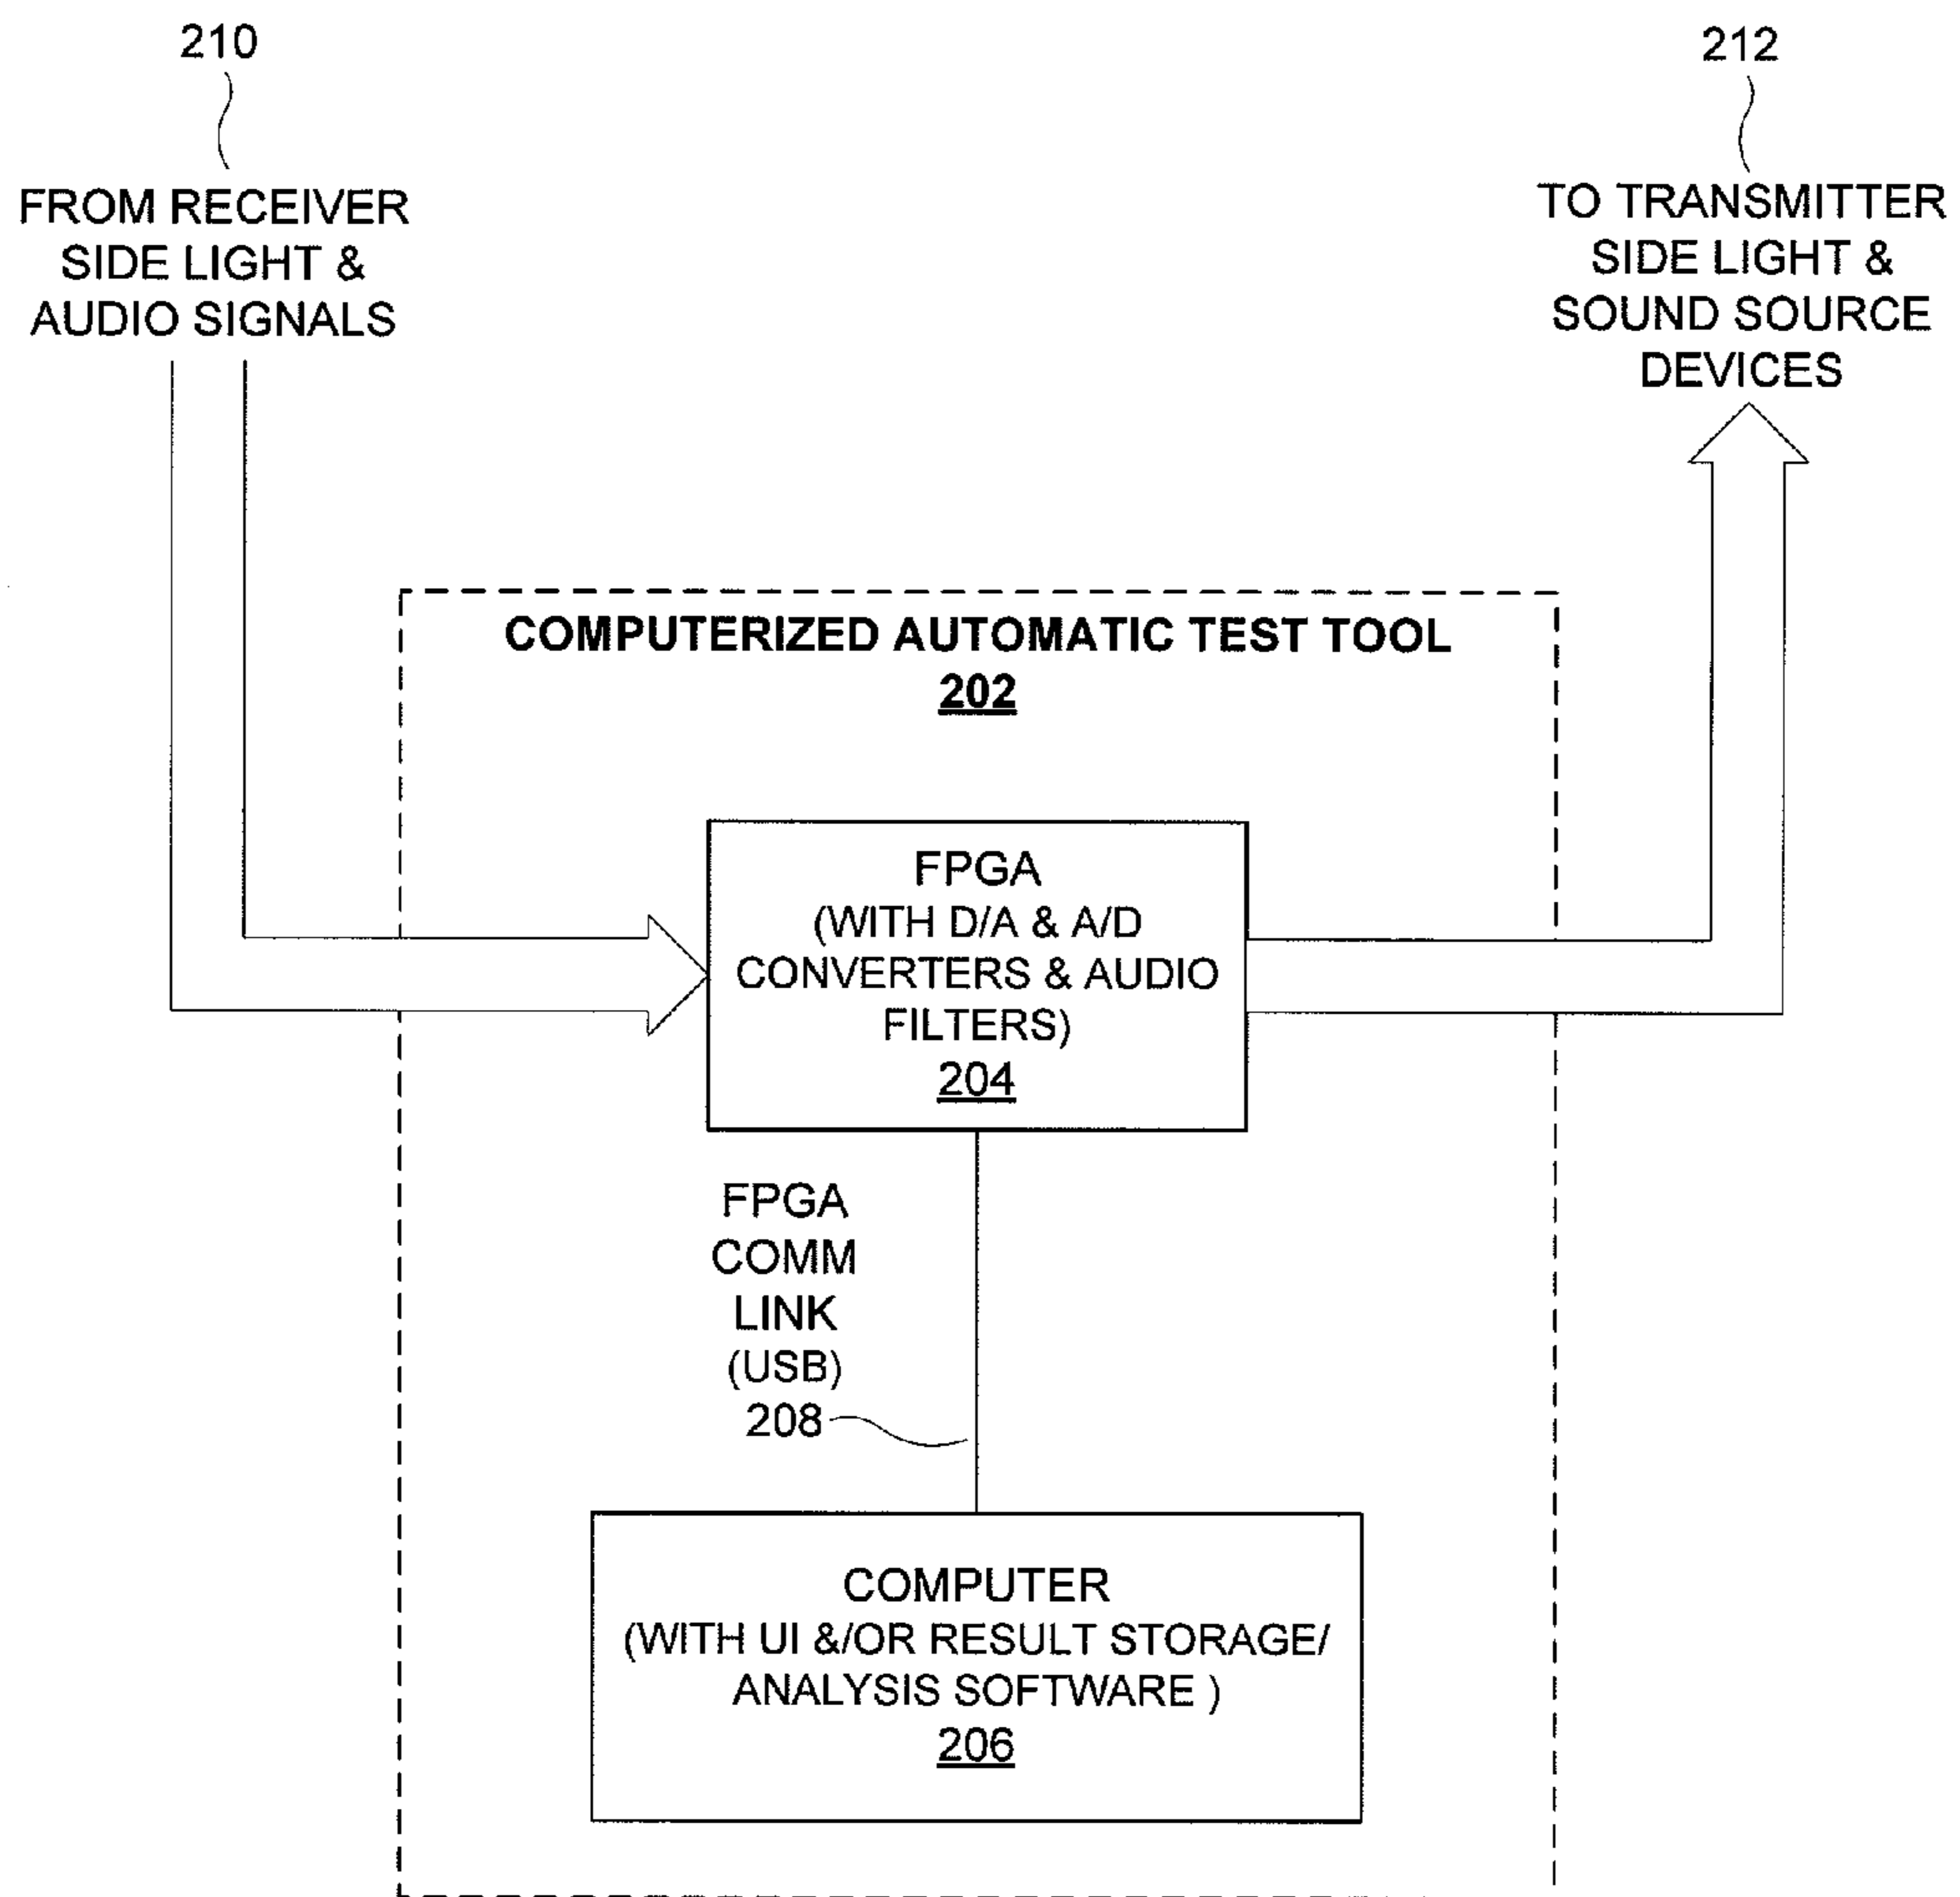 210
FROM RECEIVER
SIDE LIGHT &
AUDIO SIGNALS
212
TO TRANSMITTER
SIDE LIGHT &
SOUND SOURCE
DEVICES
COMPUTERIZED AUTOMATIC TEST TOOL
202
FPGA
(WITH D/A & A/D
CONVERTERS & AUDIO
FILTERS)
204
FPGA
COMM
LINK
(USB)
208
COMPUTER
(WITH UI &/OR RESULT STORAGE/
ANALYSIS SOFTWARE )
206